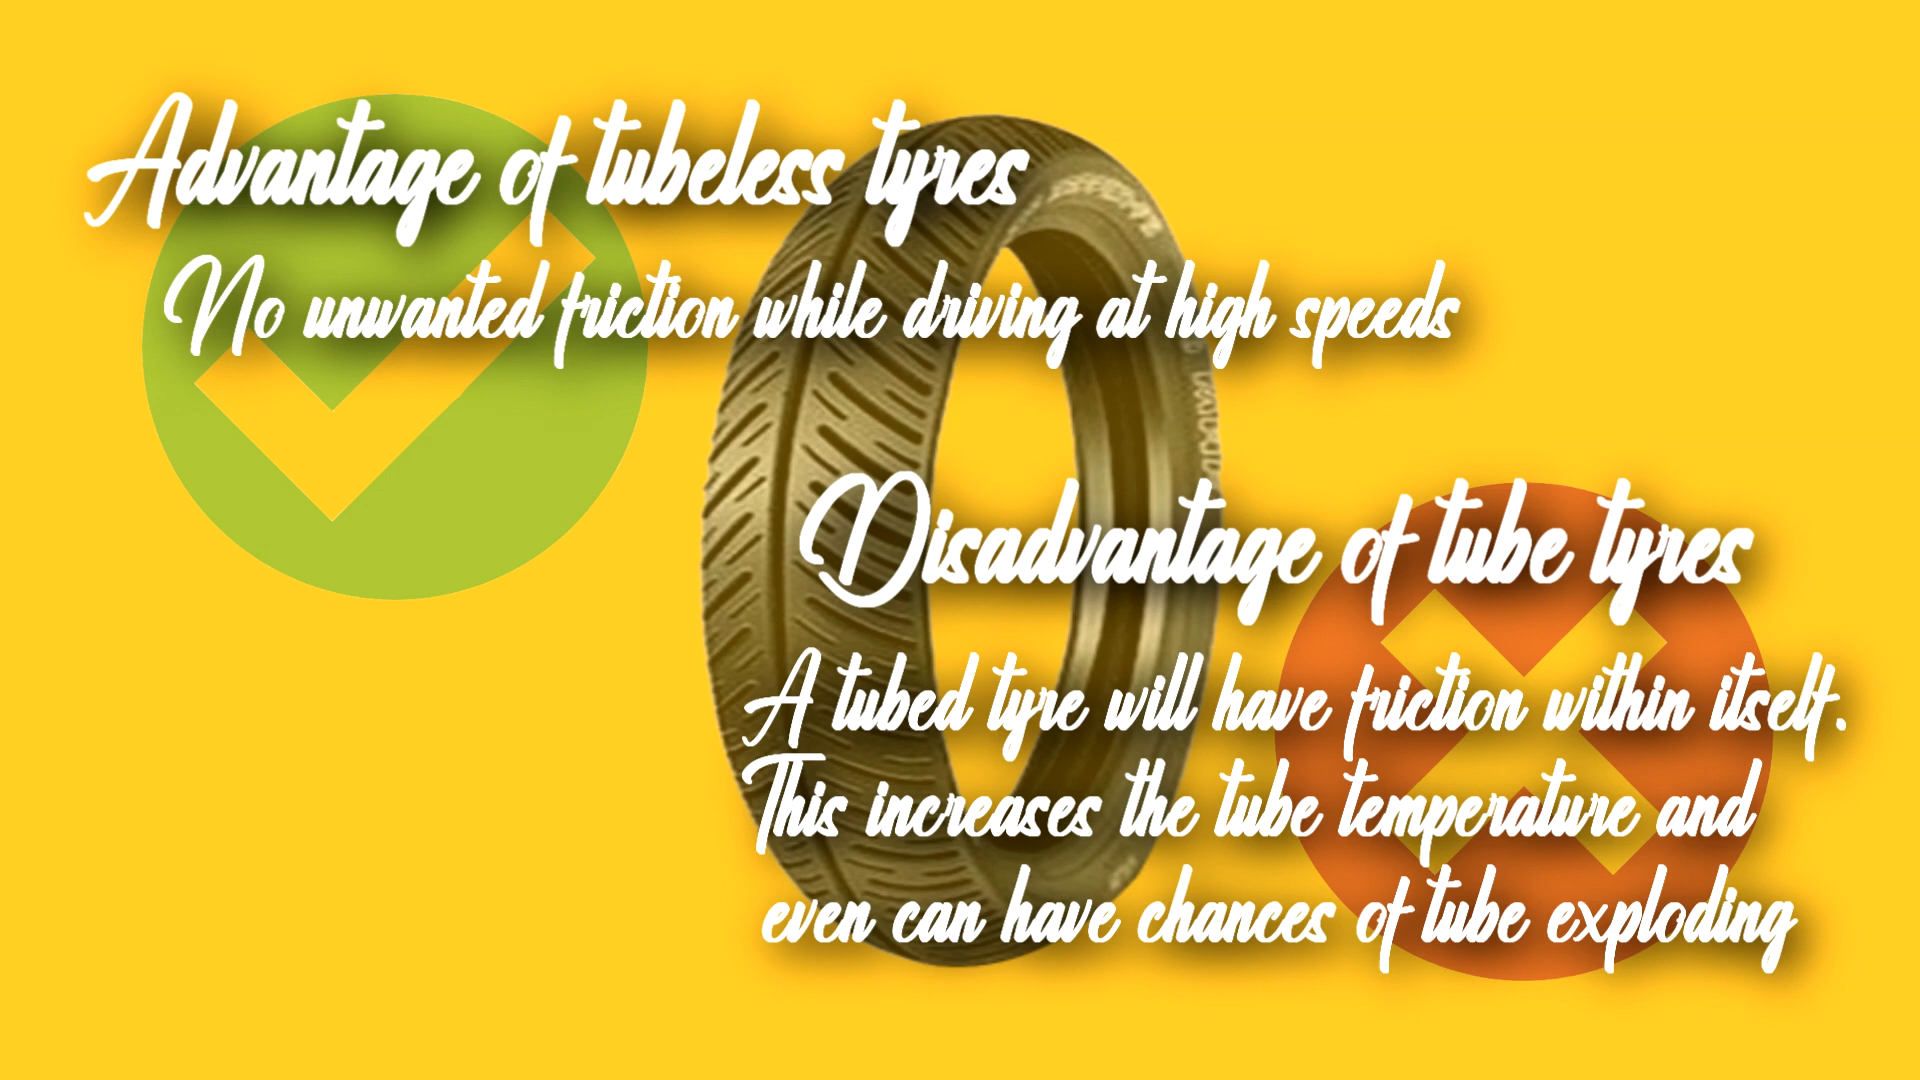 Advantage of tubeless tyres
No unwanted friction while driving at high speeds
Disadvantage of tube tyres
A tubed tyre will have friction within itself.
This increases the tube temperature and
even can have chances of tube exploding